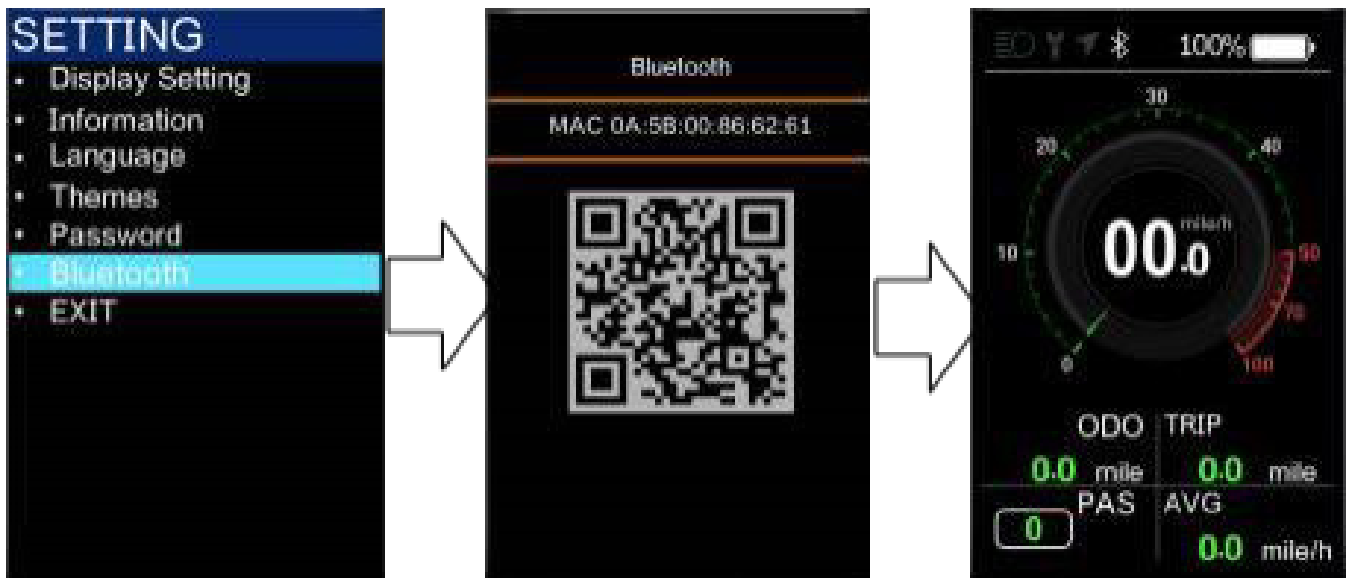 SETTING
Display Setting
Information
Language
Themes
Password
Bluetooth
EXIT
Bluetooth
MAC 0A:5B:00:86:62:61
100%
30
20
40
10
mile/h
00.0
50
70
0
100
ODO TRIP
0.0 mile 0.0 mile
PAS AVG
0
0.0 mile/h